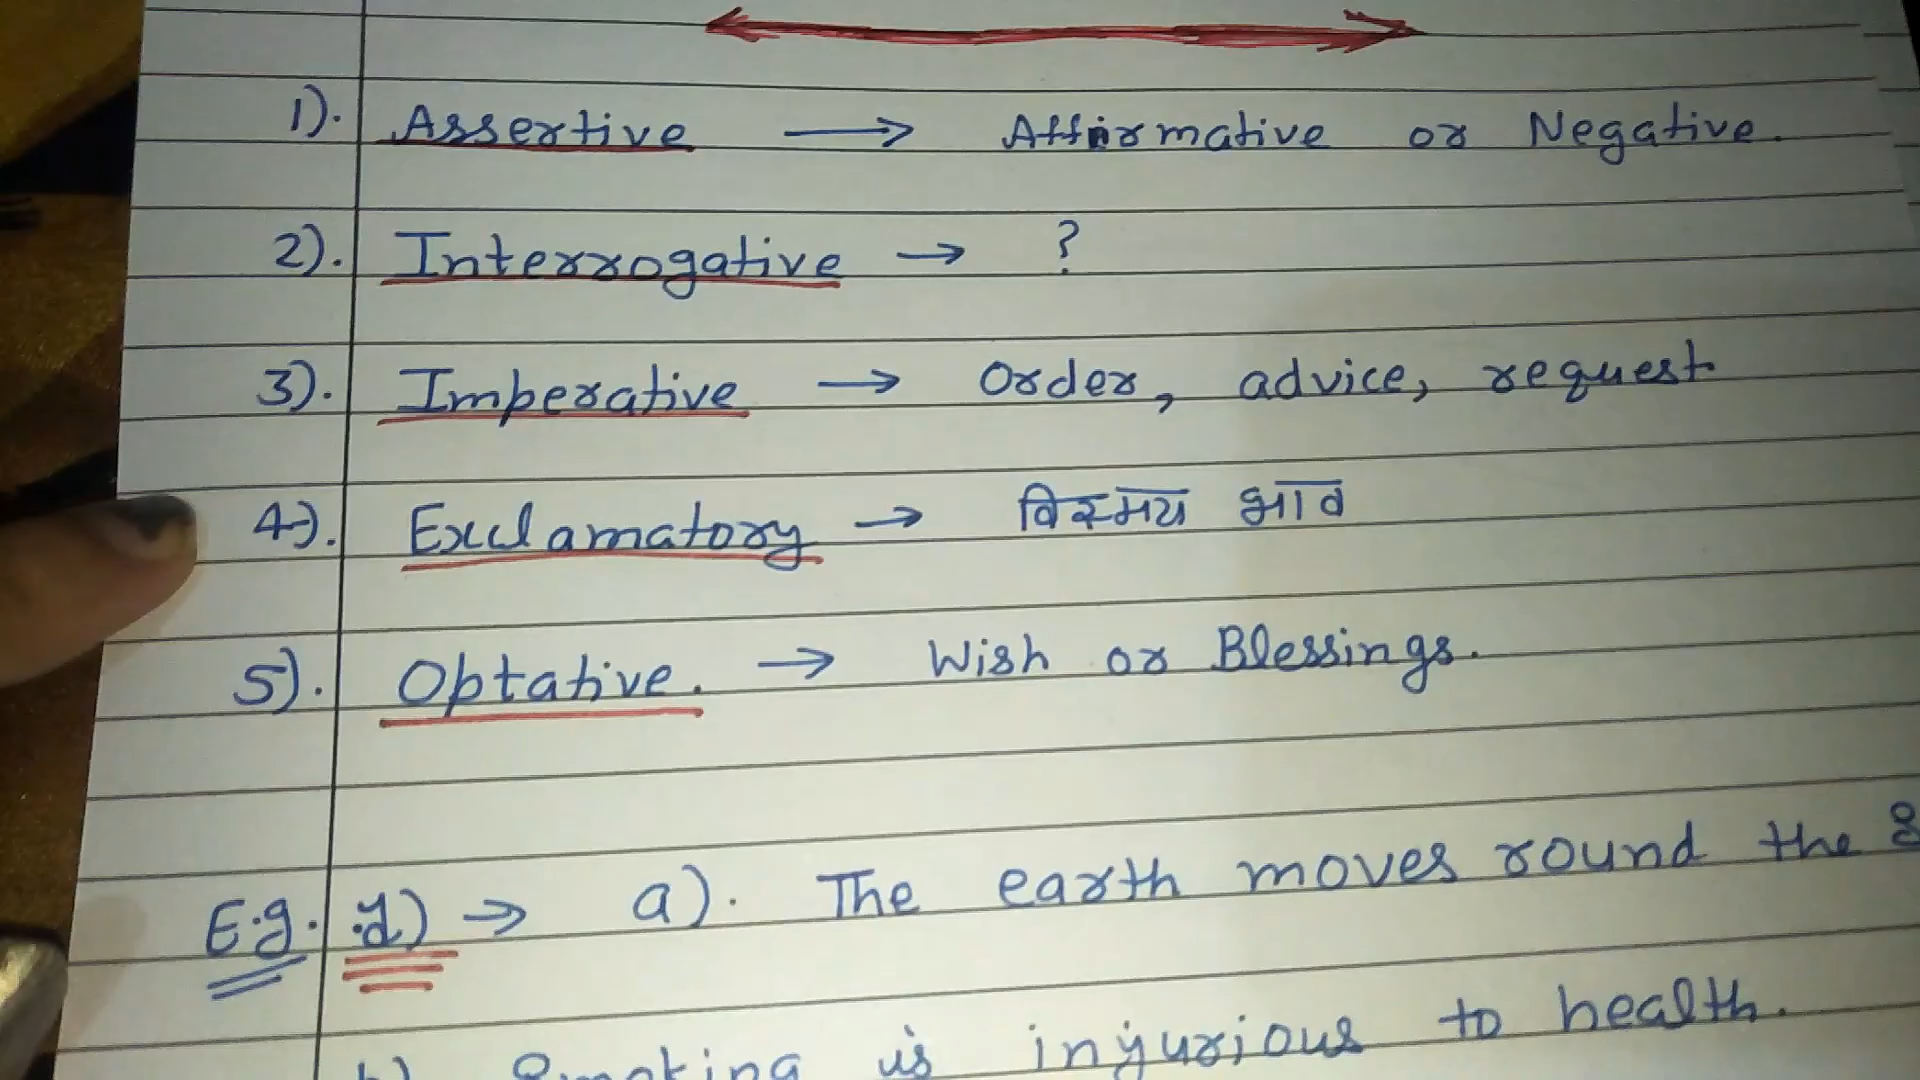 1). Assertive → Affirmative or Negative.
2). Interrogative → ?
3). Imperative → Order, advice, request
4). Exclamatory → विस्मय भाव
5). Optative. → Wish or Blessings.
E.g. :1) → a). The earth moves round the
is injurious to health.